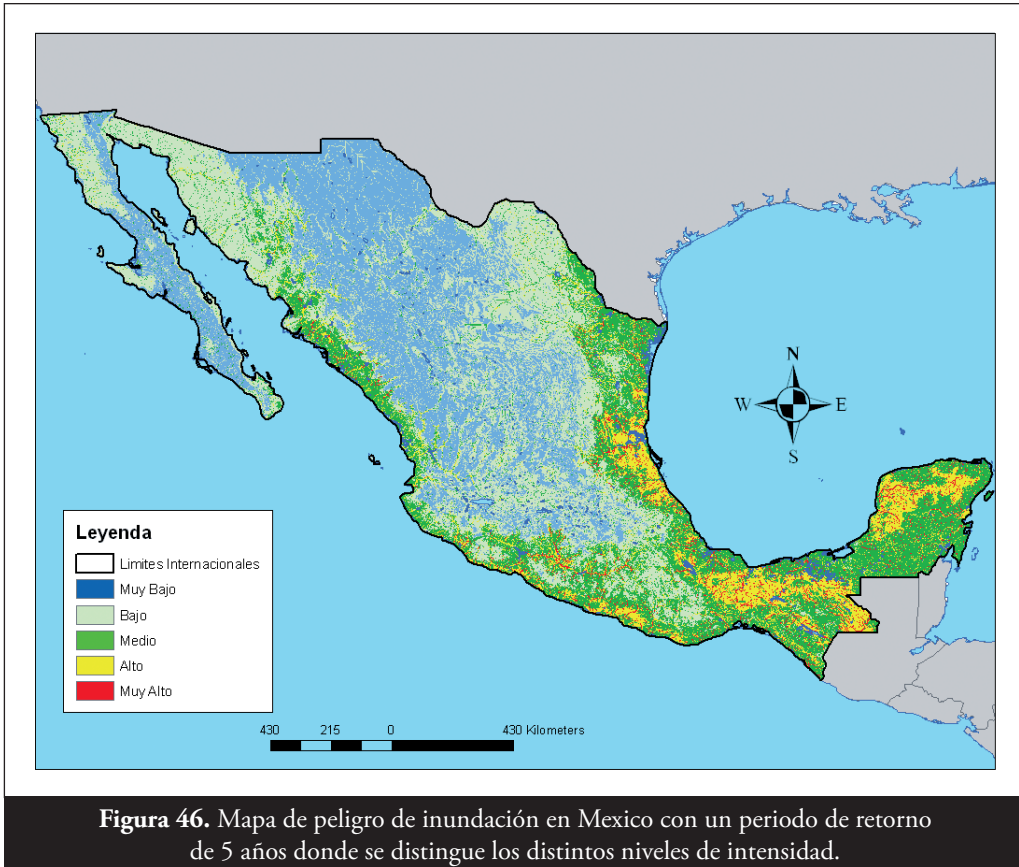 N
W E
S
Leyenda
Limites Internacionales
Muy Bajo
Bajo
Medio
Alto
Muy Alto
430 215 0 430 Kilometers
Figura 46. Mapa de peligro de inundación en Mexico con un periodo de retorno
de 5 años donde se distingue los distintos niveles de intensidad.